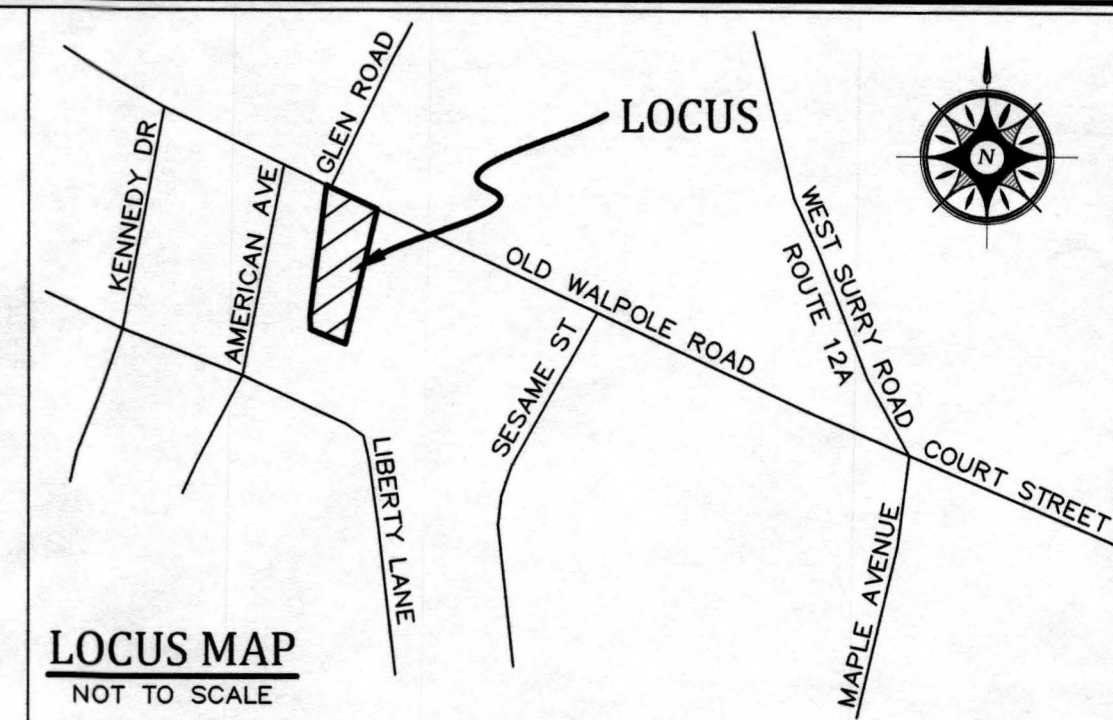 GLEN ROAD
LOCUS
KENNEDY DR
AMERICAN AVE
N
WEST SURRY ROAD
ROUTE 12A
OLD WALPOLE ROAD
SESAME ST
COURT STREET
LIBERTY LANE
MAPLE AVENUE
LOCUS MAP
NOT TO SCALE